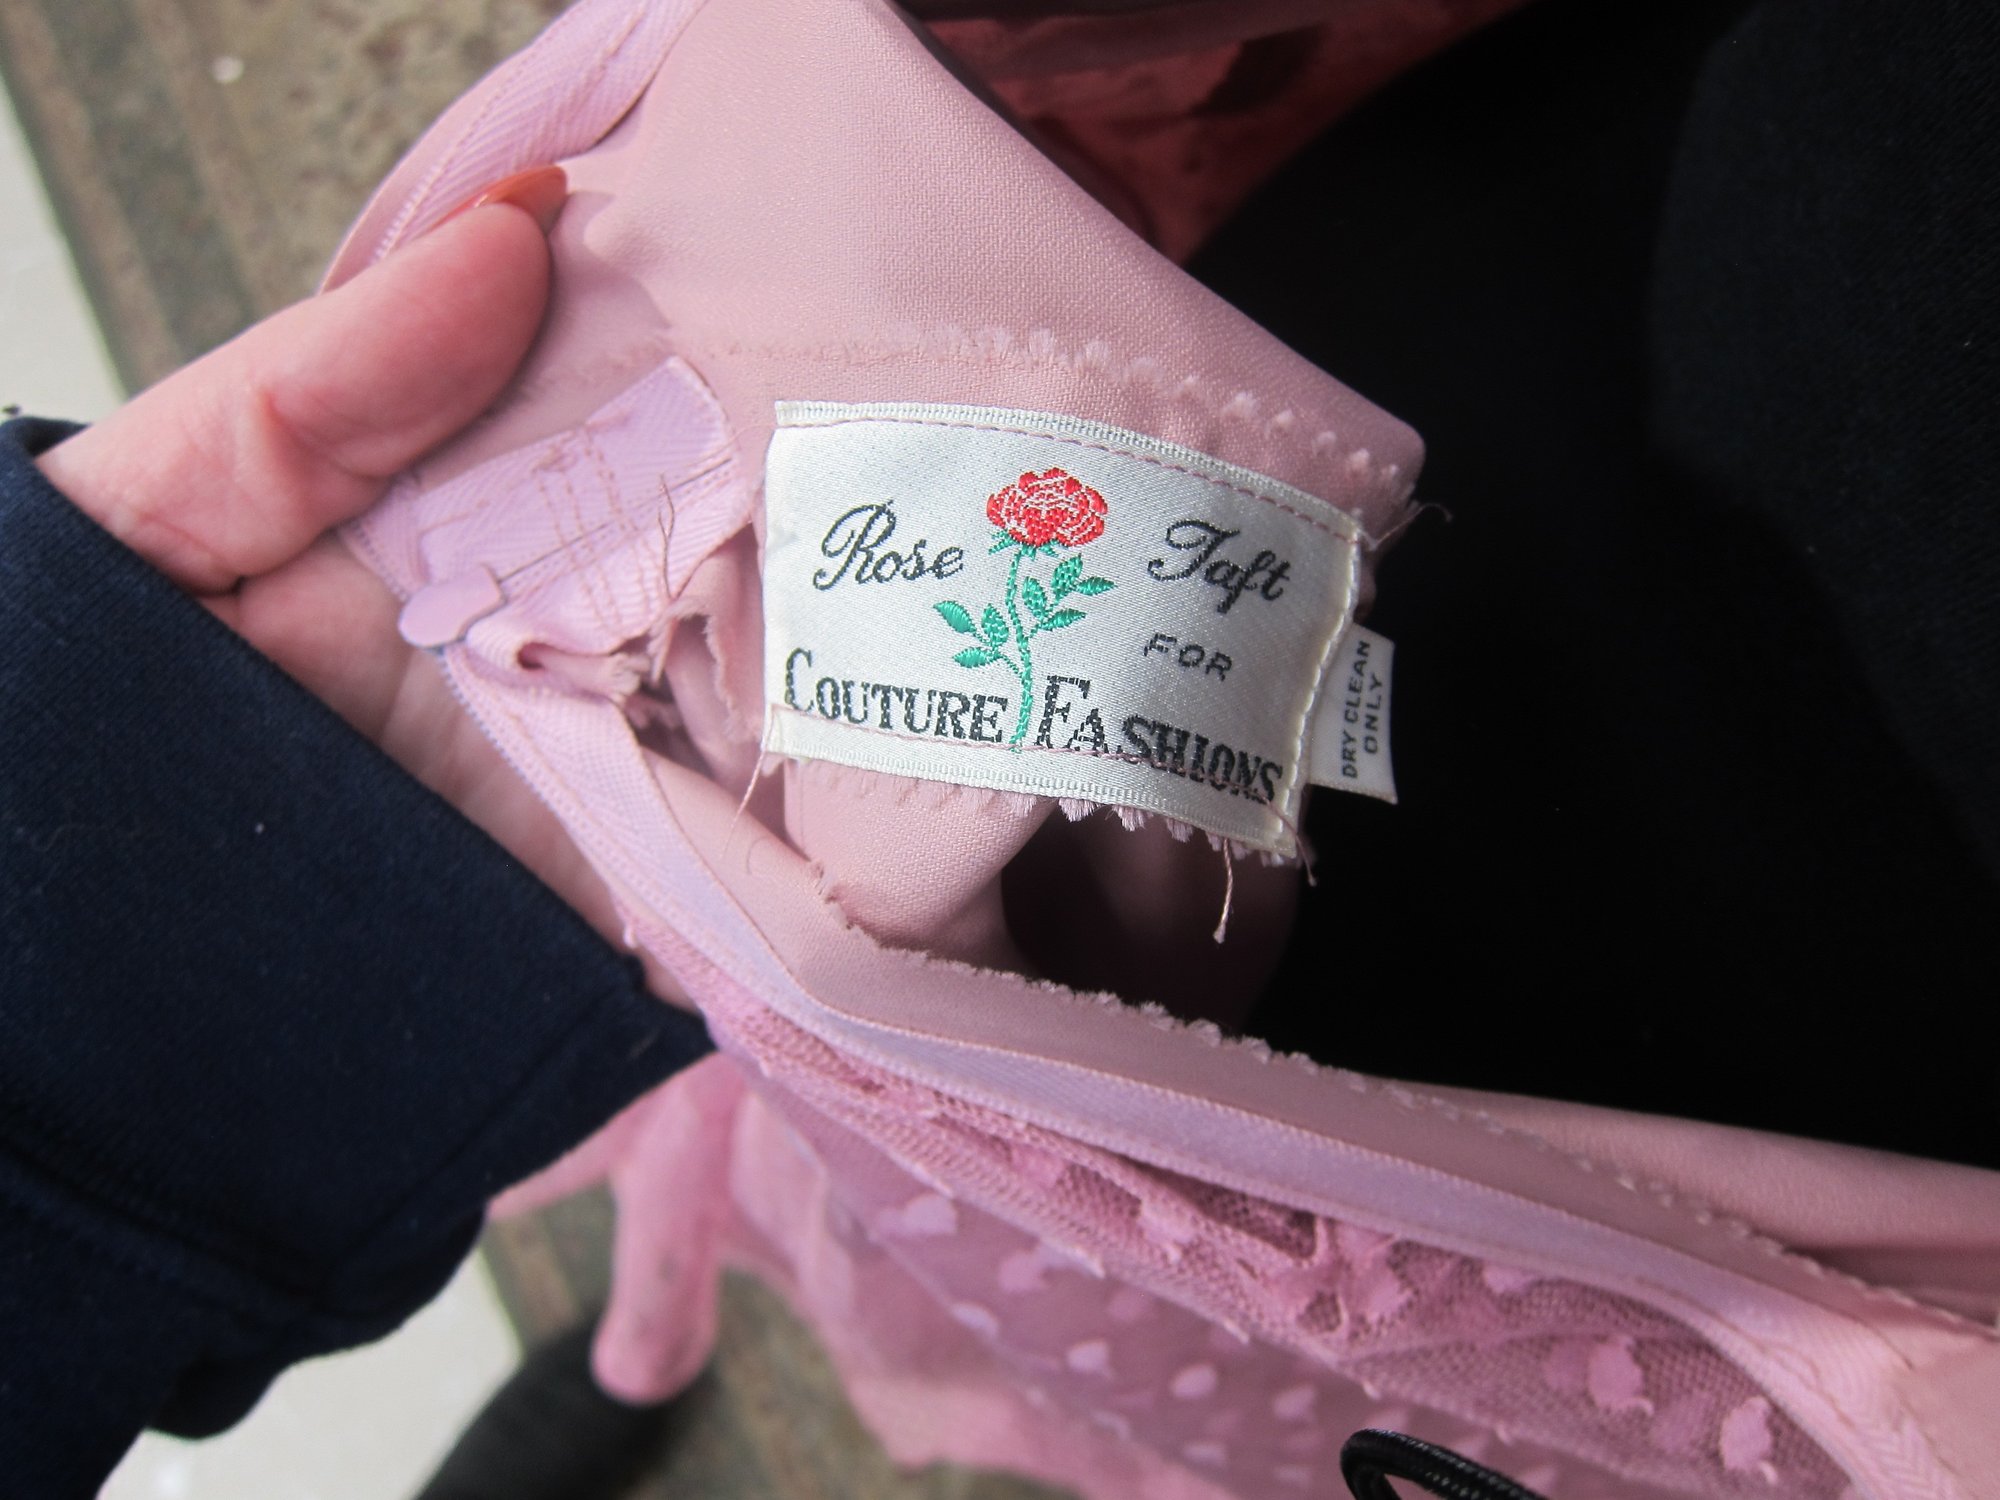 Rose Taft
FOR
COUTURE FASHIONS
DRY CLEAN
ONLY